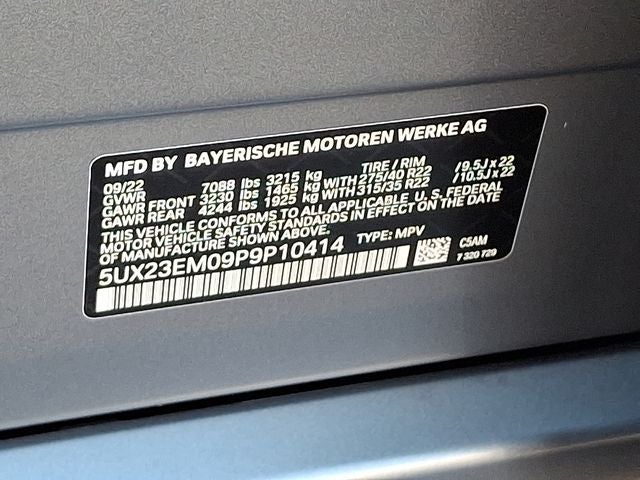 MFD BY BAYERISCHE MOTOREN WERKE AG
09/22 TIRE / RIM
GVWR 7088 lbs 3215 kg
GAWR FRONT 3230 lbs 1465 kg WITH 275/40 R22 /9.5J x 22
GAWR REAR 4244 lbs 1925 kg WITH 315/35 R22 /10.5J x 22
THIS VEHICLE CONFORMS TO ALL APPLICABLE U.S. FEDERAL
MOTOR VEHICLE SAFETY STANDARDS IN EFFECT ON THE DATE
OF MANUFACTURE SHOWN ABOVE.
5UX23EM09P9P10414 TYPE: MPV
C5AM
7 320 729